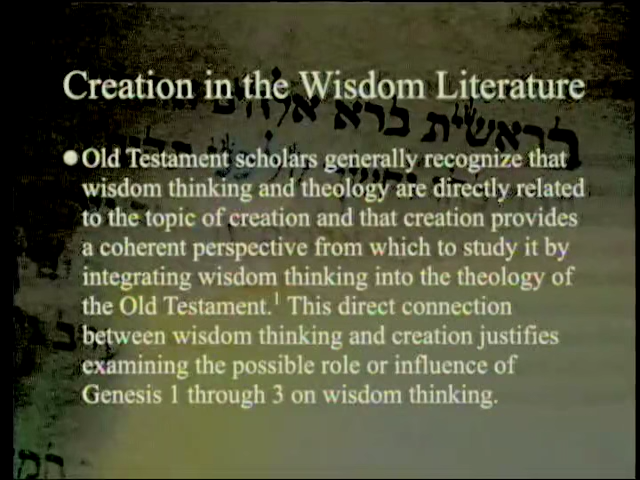 Creation in the Wisdom Literature
בראשית ברא אלהים
●Old Testament scholars generally recognize that
wisdom thinking and theology are directly related
to the topic of creation and that creation provides
a coherent perspective from which to study it by
integrating wisdom thinking into the theology of
the Old Testament.¹ This direct connection
between wisdom thinking and creation justifies
examining the possible role or influence of
Genesis 1 through 3 on wisdom thinking.